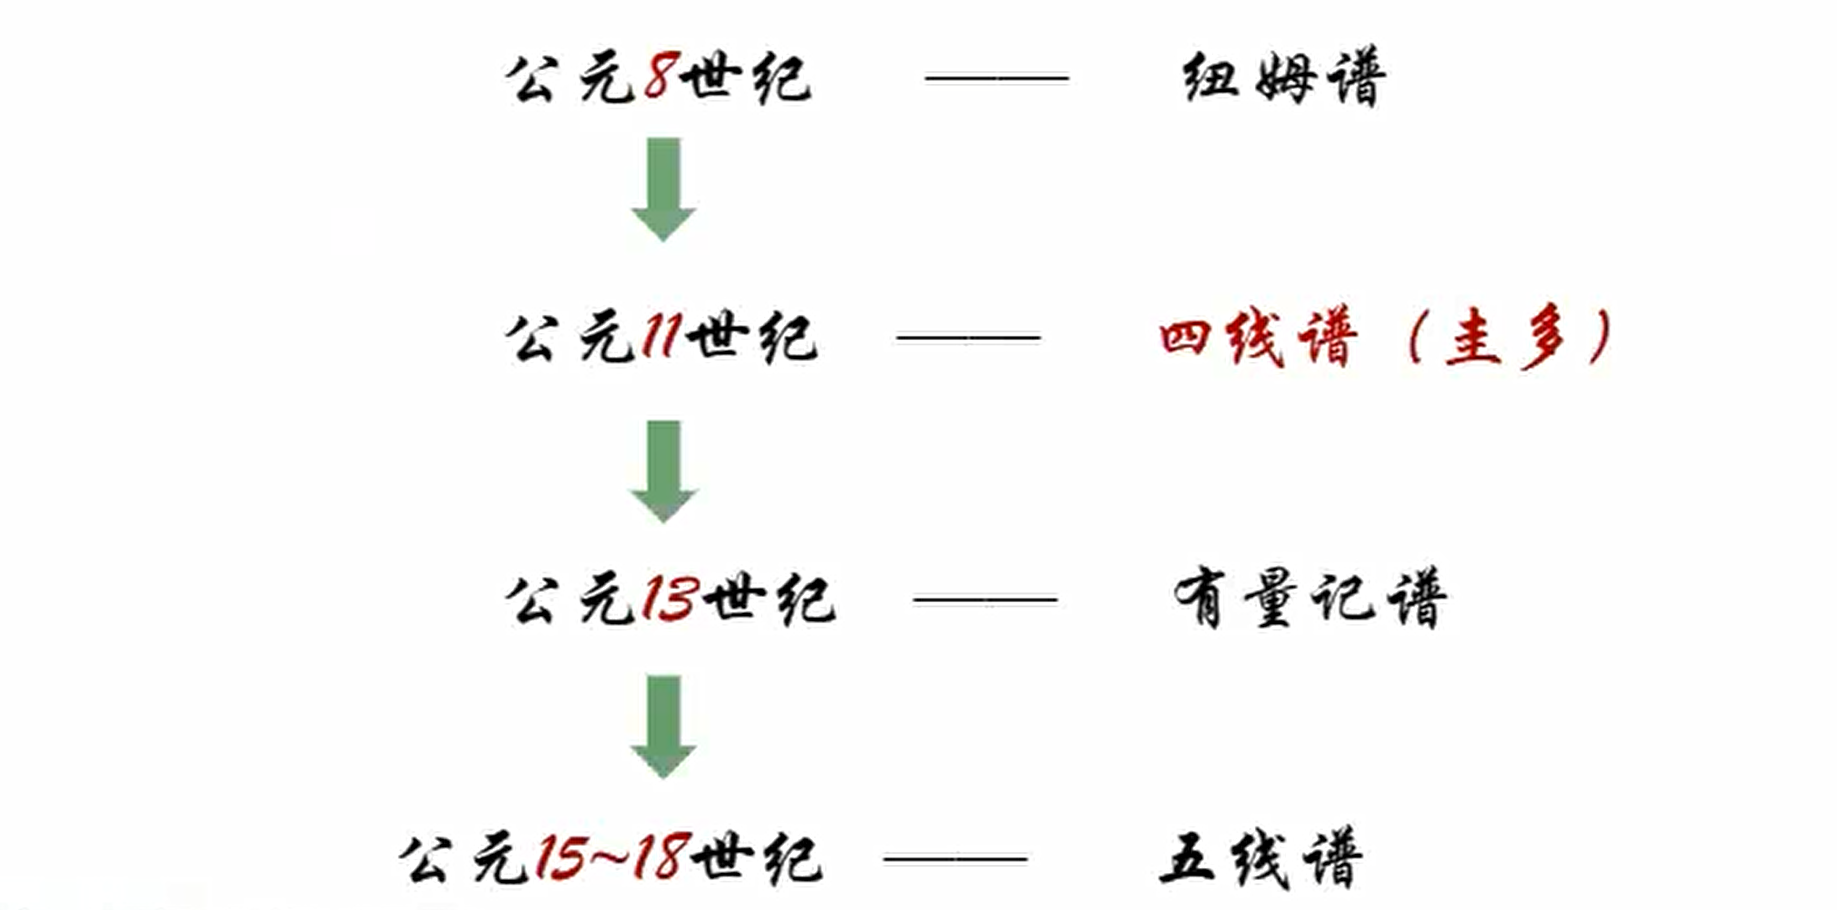 公元8世纪 —— 纽姆谱
公元11世纪 —— 四线谱（圭多）
公元13世纪 —— 有量记谱
公元15~18世纪 —— 五线谱